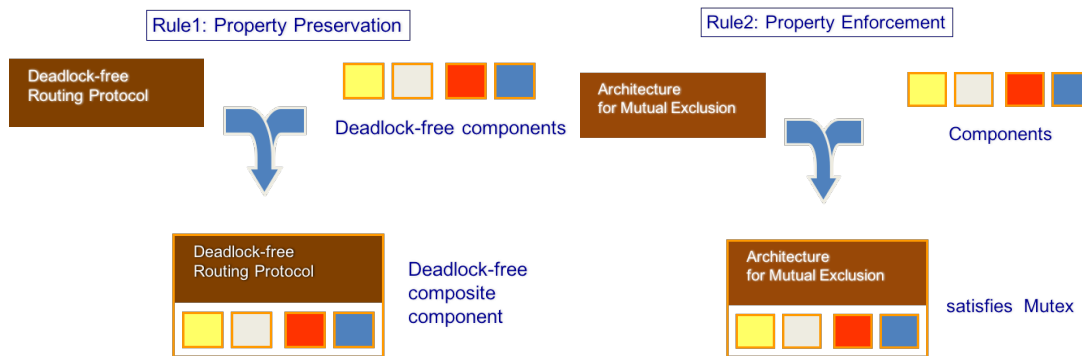 Rule1: Property Preservation
Deadlock-free
Routing Protocol
Deadlock-free components
Deadlock-free
Routing Protocol
Deadlock-free
composite
component
Rule2: Property Enforcement
Architecture
for Mutual Exclusion
Components
Architecture
for Mutual Exclusion
satisfies Mutex